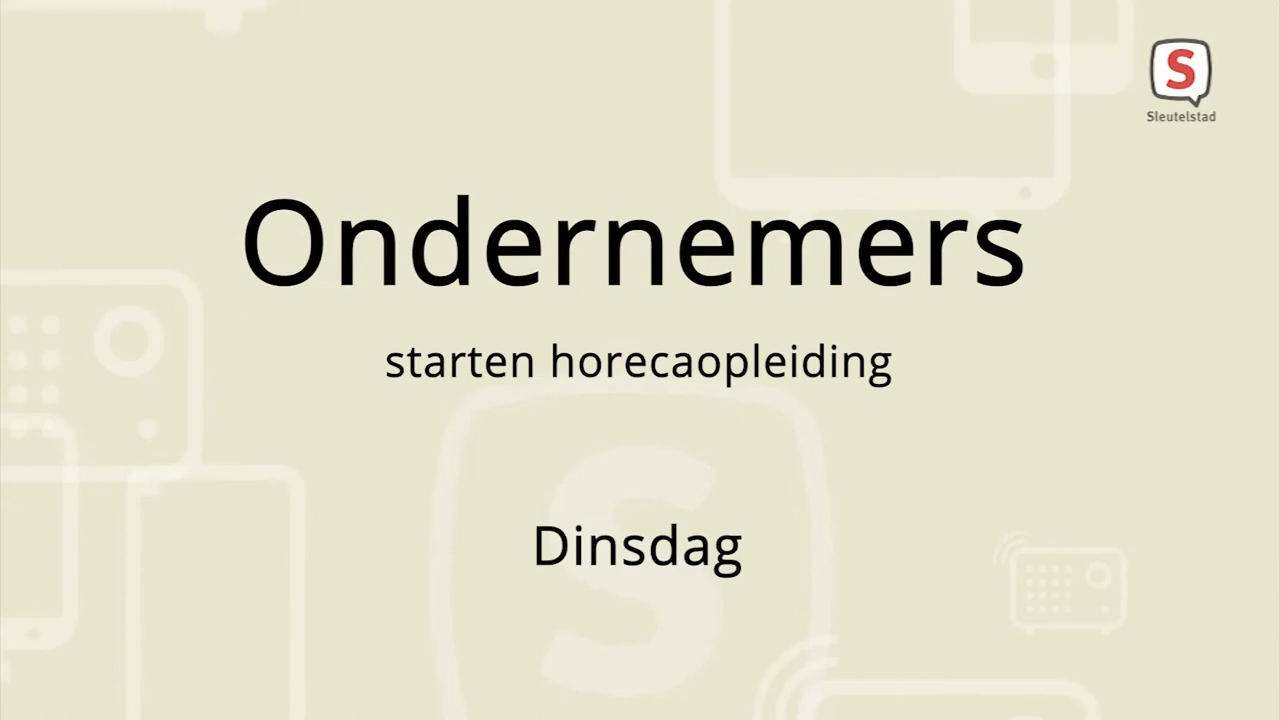 S
Sleutelstad
Ondernemers
starten horecaopleiding
S
Dinsdag